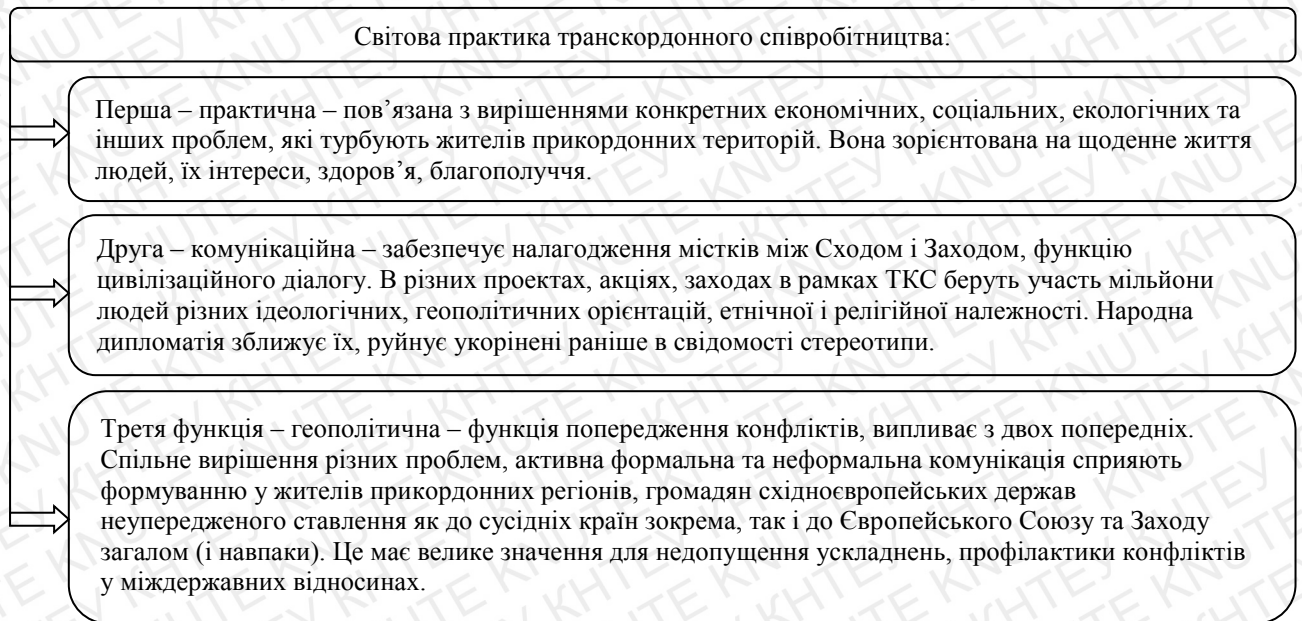 Світова практика транскордонного співробітництва:
Перша – практична – пов’язана з вирішеннями конкретних економічних, соціальних, екологічних та
інших проблем, які турбують жителів прикордонних територій. Вона зорієнтована на щоденне життя
людей, їх інтереси, здоров’я, благополуччя.
Друга – комунікаційна – забезпечує налагодження містків між Сходом і Заходом, функцію
цивілізаційного діалогу. В різних проектах, акціях, заходах в рамках ТКС беруть участь мільйони
людей різних ідеологічних, геополітичних орієнтацій, етнічної і релігійної належності. Народна
дипломатія зближує їх, руйнує укорінені раніше в свідомості стереотипи.
Третя функція – геополітична – функція попередження конфліктів, випливає з двох попередніх.
Спільне вирішення різних проблем, активна формальна та неформальна комунікація сприяють
формуванню у жителів прикордонних регіонів, громадян східноєвропейських держав
неупередженого ставлення як до сусідніх країн зокрема, так і до Європейського Союзу та Заходу
загалом (і навпаки). Це має велике значення для недопущення ускладнень, профілактики конфліктів
у міждержавних відносинах.